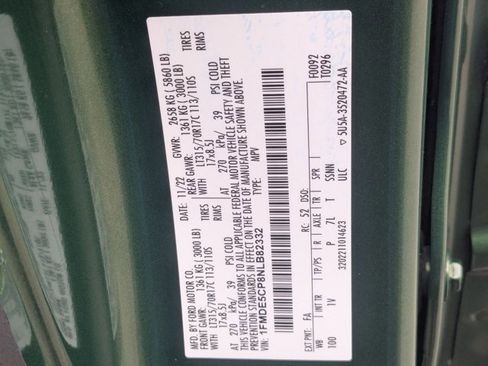 MFD. BY FORD MOTOR CO.
DATE: 11/22 GVWR: 2658 KG ( 5860 LB)
FRONT GAWR: 1361 KG ( 3000 LB) REAR GAWR: 1361 KG ( 3000 LB)
WITH LT315/70R17C 113/110S TIRES WITH LT315/70R17C 113/110S TIRES
17x8.5J RIMS 17x8.5J RIMS
AT 270 kPa/ 39 PSI COLD AT 270 kPa/ 39 PSI COLD
THIS VEHICLE CONFORMS TO ALL APPLICABLE FEDERAL MOTOR VEHICLE SAFETY AND THEFT
PREVENTION STANDARDS IN EFFECT ON THE DATE OF MANUFACTURE SHOWN ABOVE.
VIN: 1FMDE5CP8NLB82332
TYPE: MPV
F0092
T0296
EXT PNT: FA RC: 52 DSO:
WB INT TR TP/PS R AXLE TR SPR
100 1V P 7L T SSNN
3202211014623 ULC
5U5A-3520472-AA